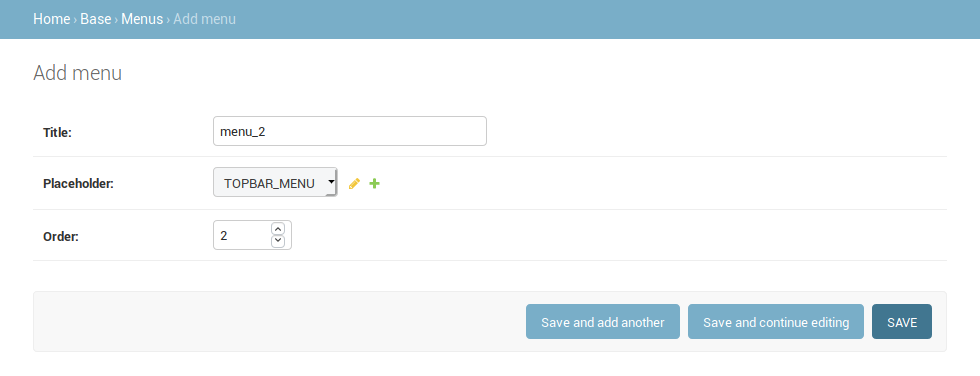 Home › Base › Menus › Add menu
Add menu
Title: menu_2
Placeholder: TOPBAR_MENU
Order: 2
Save and add another Save and continue editing SAVE